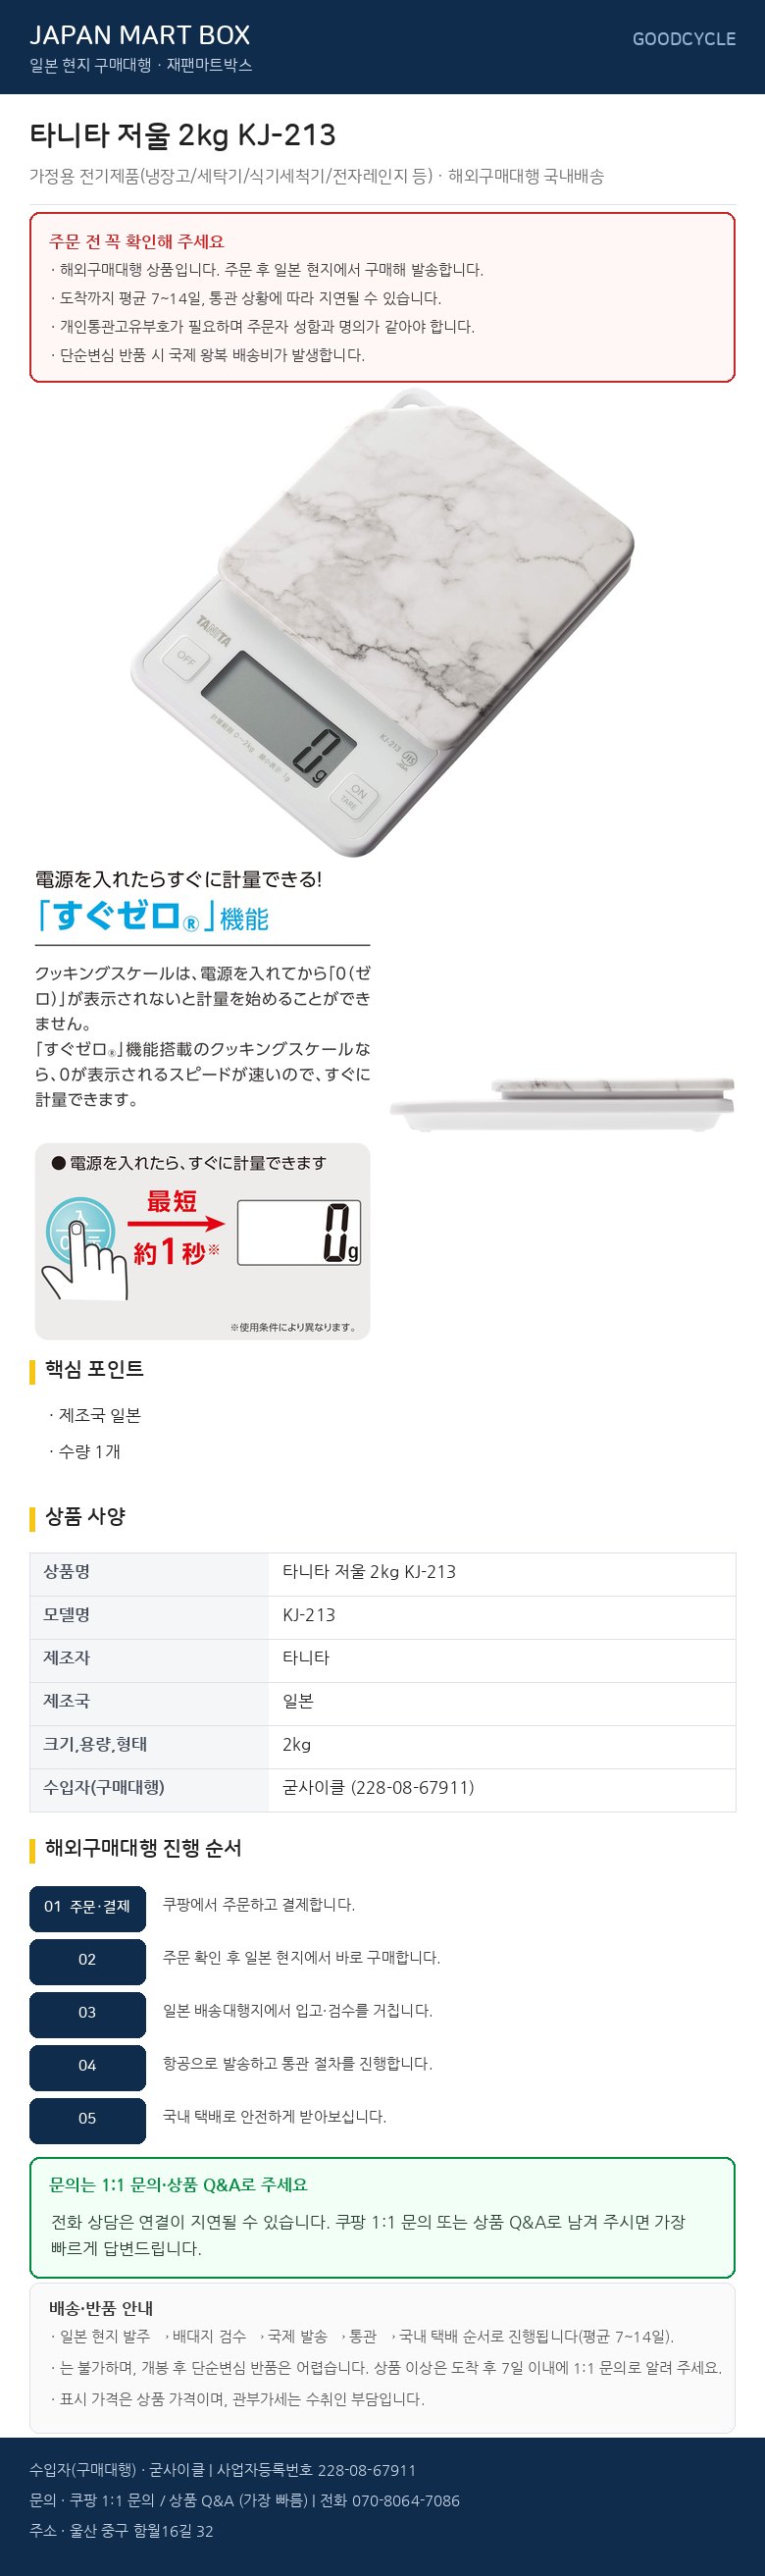 JAPAN MART BOX
일본 현지 구매대행 · 재팬마트박스
GOODCYCLE
타니타 저울 2kg KJ-213
가정용 전기제품(냉장고/세탁기/식기세척기/전자레인지 등) · 해외구매대행 국내배송
주문 전 꼭 확인해 주세요
· 해외구매대행 상품입니다. 주문 후 일본 현지에서 구매해 발송합니다.
· 도착까지 평균 7~14일, 통관 상황에 따라 지연될 수 있습니다.
· 개인통관고유부호가 필요하며 주문자 성함과 명의가 같아야 합니다.
· 단순변심 반품 시 국제 왕복 배송비가 발생합니다.
TANITA
OFF
0g
計量範囲 0~2kg 最小表示 1g
KJ-213
JIS
ON
TARE
電源を入れたらすぐに計量できる!
「すぐゼロ®」機能
クッキングスケールは、電源を入れてから「0(ゼ
ロ)」が表示されないと計量を始めることができ
ません。
「すぐゼロ®」機能搭載のクッキングスケールな
ら、0が表示されるスピードが速いので、すぐに
計量できます。
● 電源を入れたら、すぐに計量できます
入
最短
約1秒※
0g
※使用条件により異なります。
핵심 포인트
· 제조국 일본
· 수량 1개
상품 사양
상품명 타니타 저울 2kg KJ-213
모델명 KJ-213
제조자 타니타
제조국 일본
크기,용량,형태 2kg
수입자(구매대행) 굳사이클 (228-08-67911)
해외구매대행 진행 순서
01 주문·결제 쿠팡에서 주문하고 결제합니다.
02 주문 확인 후 일본 현지에서 바로 구매합니다.
03 일본 배송대행지에서 입고·검수를 거칩니다.
04 항공으로 발송하고 통관 절차를 진행합니다.
05 국내 택배로 안전하게 받아보십니다.
문의는 1:1 문의·상품 Q&A로 주세요
전화 상담은 연결이 지연될 수 있습니다. 쿠팡 1:1 문의 또는 상품 Q&A로 남겨 주시면 가장
빠르게 답변드립니다.
배송·반품 안내
· 일본 현지 발주 › 배대지 검수 › 국제 발송 › 통관 › 국내 택배 순서로 진행됩니다(평균 7~14일).
· 는 불가하며, 개봉 후 단순변심 반품은 어렵습니다. 상품 이상은 도착 후 7일 이내에 1:1 문의로 알려 주세요.
· 표시 가격은 상품 가격이며, 관부가세는 수취인 부담입니다.
수입자(구매대행) · 굳사이클 | 사업자등록번호 228-08-67911
문의 · 쿠팡 1:1 문의 / 상품 Q&A (가장 빠름) | 전화 070-8064-7086
주소 · 울산 중구 함월16길 32